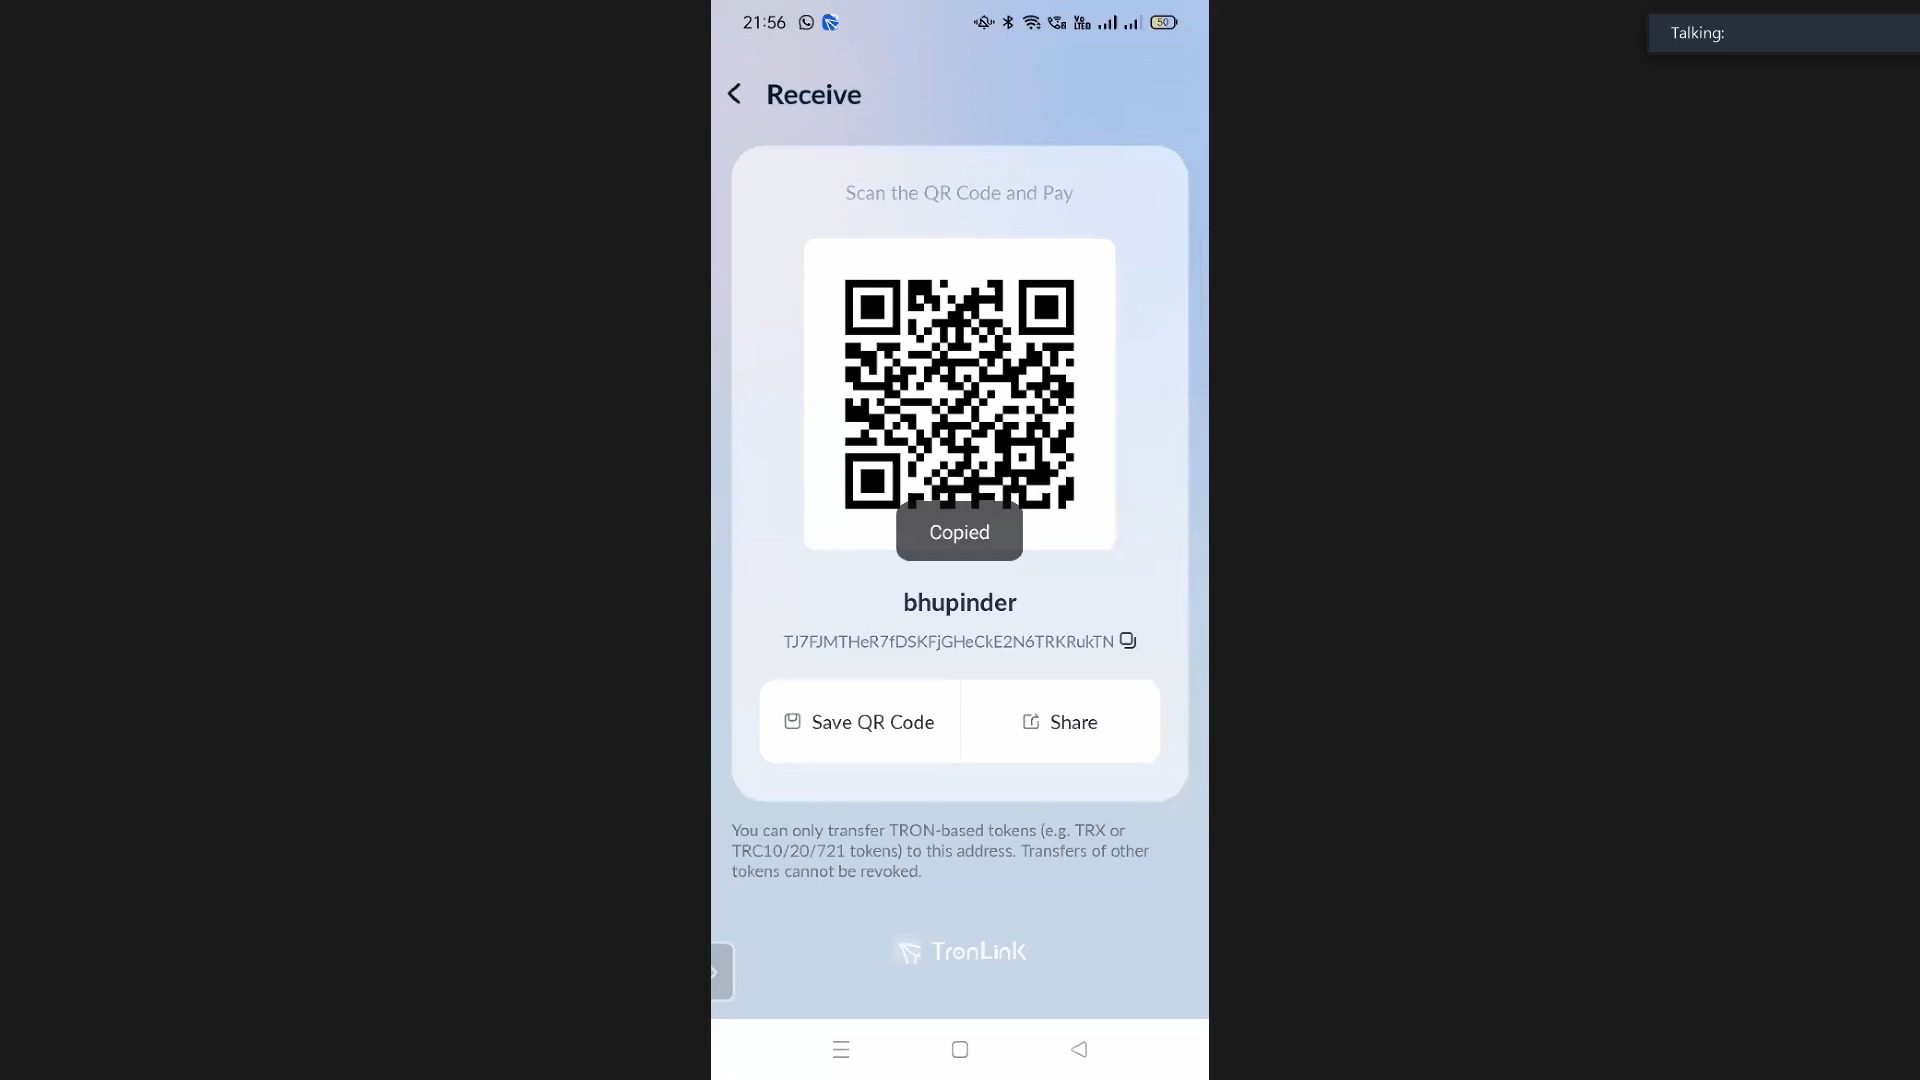 21:56
50
Talking:
Receive
Scan the QR Code and Pay
Copied
bhupinder
TJ7FJMTHeR7fDSKFjGHeCkE2N6TRKRukTN
Save QR Code
Share
You can only transfer TRON-based tokens (e.g. TRX or
TRC10/20/721 tokens) to this address. Transfers of other
tokens cannot be revoked.
TronLink